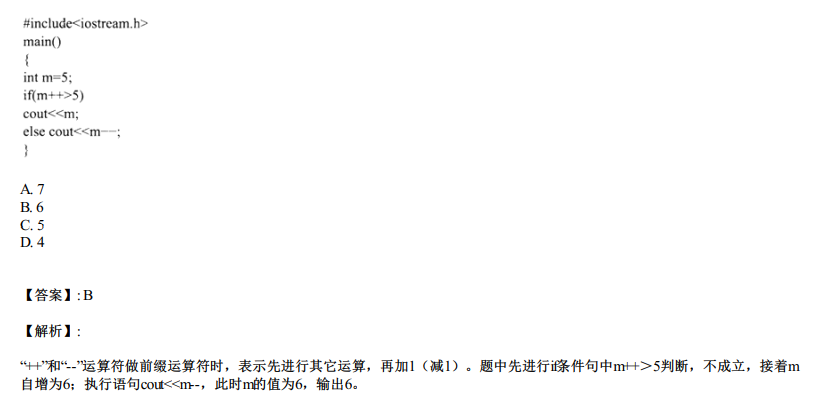 #include<iostream.h>
main()
{
int m=5;
if(m++>5)
cout<<m;
else cout<<m--;
}
A. 7
B. 6
C. 5
D. 4
【答案】: B
【解析】:
“++”和“--”运算符做前缀运算符时，表示先进行其它运算，再加1（减1）。题中先进行if条件句中m++＞5判断，不成立，接着m
自增为6；执行语句cout<<m--，此时m的值为6，输出6。